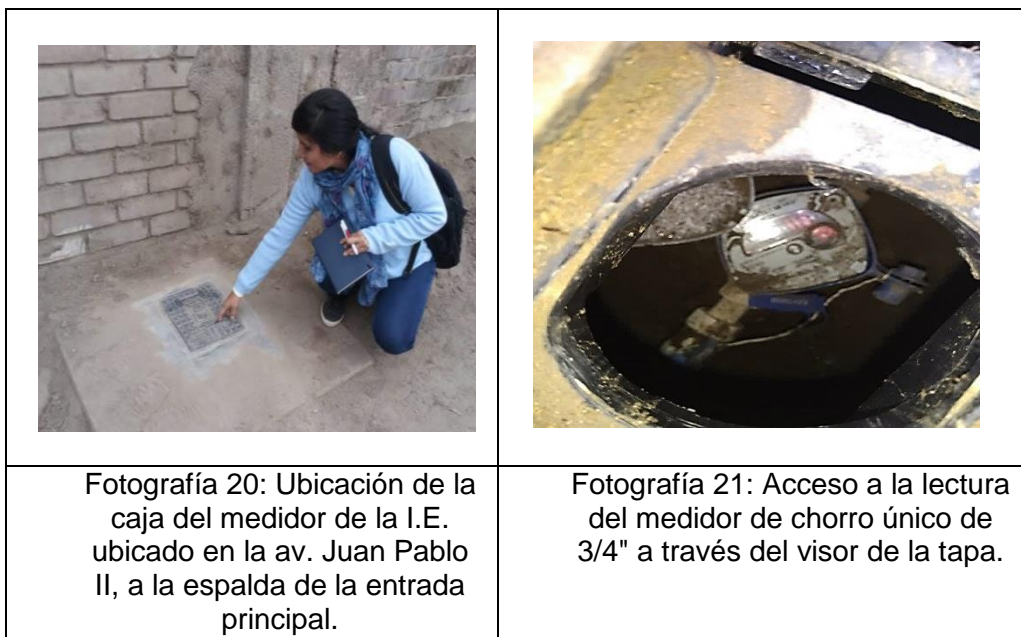 Fotografía 20: Ubicación de la
caja del medidor de la I.E.
ubicado en la av. Juan Pablo
II, a la espalda de la entrada
principal.
Fotografía 21: Acceso a la lectura
del medidor de chorro único de
3/4" a través del visor de la tapa.